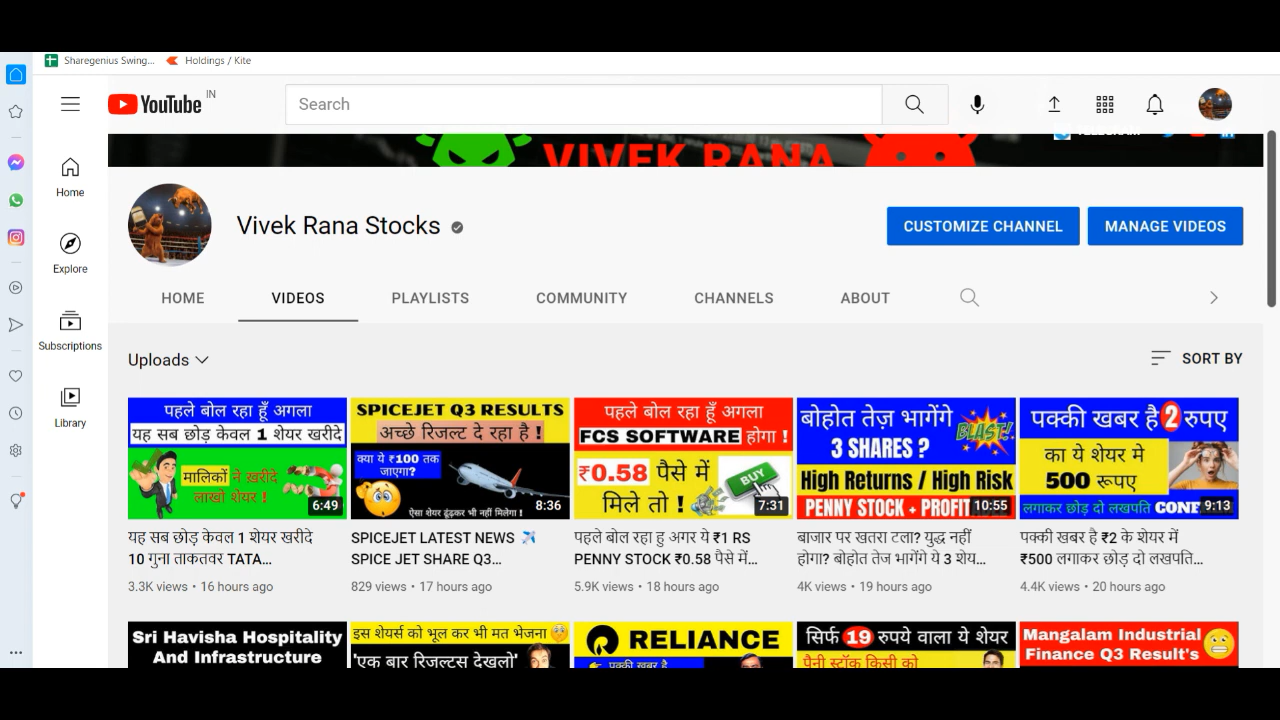 Sharegenius Swing... Holdings / Kite
YouTube IN
Search
VIVEK RANA
Vivek Rana Stocks
CUSTOMIZE CHANNEL MANAGE VIDEOS
Home
Explore
Subscriptions
Library
HOME VIDEOS PLAYLISTS COMMUNITY CHANNELS ABOUT
Uploads SORT BY
पहले बोल रहा हूँ अगला
यह सब छोड़ केवल 1 शेयर खरीदे
मालिकों ने ख़रीदे
लाखो शेयर !
6:49
यह सब छोड़ केवल 1 शेयर खरीदे
10 गुना ताकतवर TATA...
3.3K views • 16 hours ago
SPICEJET Q3 RESULTS
अच्छे रिजल्ट दे रहा है !
क्या ये ₹100 तक
जाएगा?
ऐसा शेयर ढूंढकर भी नहीं मिलेगा !
8:36
SPICEJET LATEST NEWS ✈️
SPICE JET SHARE Q3...
829 views • 17 hours ago
पहले बोल रहा हूँ अगला
FCS SOFTWARE होगा !
₹0.58 पैसे में
मिले तो !
BUY
7:31
पहले बोल रहा हु अगर ये ₹1 RS
PENNY STOCK ₹0.58 पैसे में...
5.9K views • 18 hours ago
बोहोत तेज़ भागेंगे
3 SHARES ?
BLAST!
High Returns / High Risk
PENNY STOCK + PROFIT
10:55
बाजार पर खतरा टला? युद्ध नहीं
होगा? बोहोत तेज भागेंगे ये 3 शेय...
4K views • 19 hours ago
पक्की खबर है 2 रुपए
का ये शेयर मे
500 रूपए
लगाकर छोड़ दो लखपति CONF
9:13
पक्की खबर है ₹2 के शेयर में
₹500 लगाकर छोड़ दो लखपति...
4.4K views • 20 hours ago
Sri Havisha Hospitality
And Infrastructure
इस शेयर्स को भूल कर भी मत भेजना
'एक बार रिजल्टस देखलो'
RELIANCE
पक्की खबर है
सिर्फ 19 रुपये वाला ये शेयर
पैनी स्टॉक किसी को
Mangalam Industrial
Finance Q3 Result's